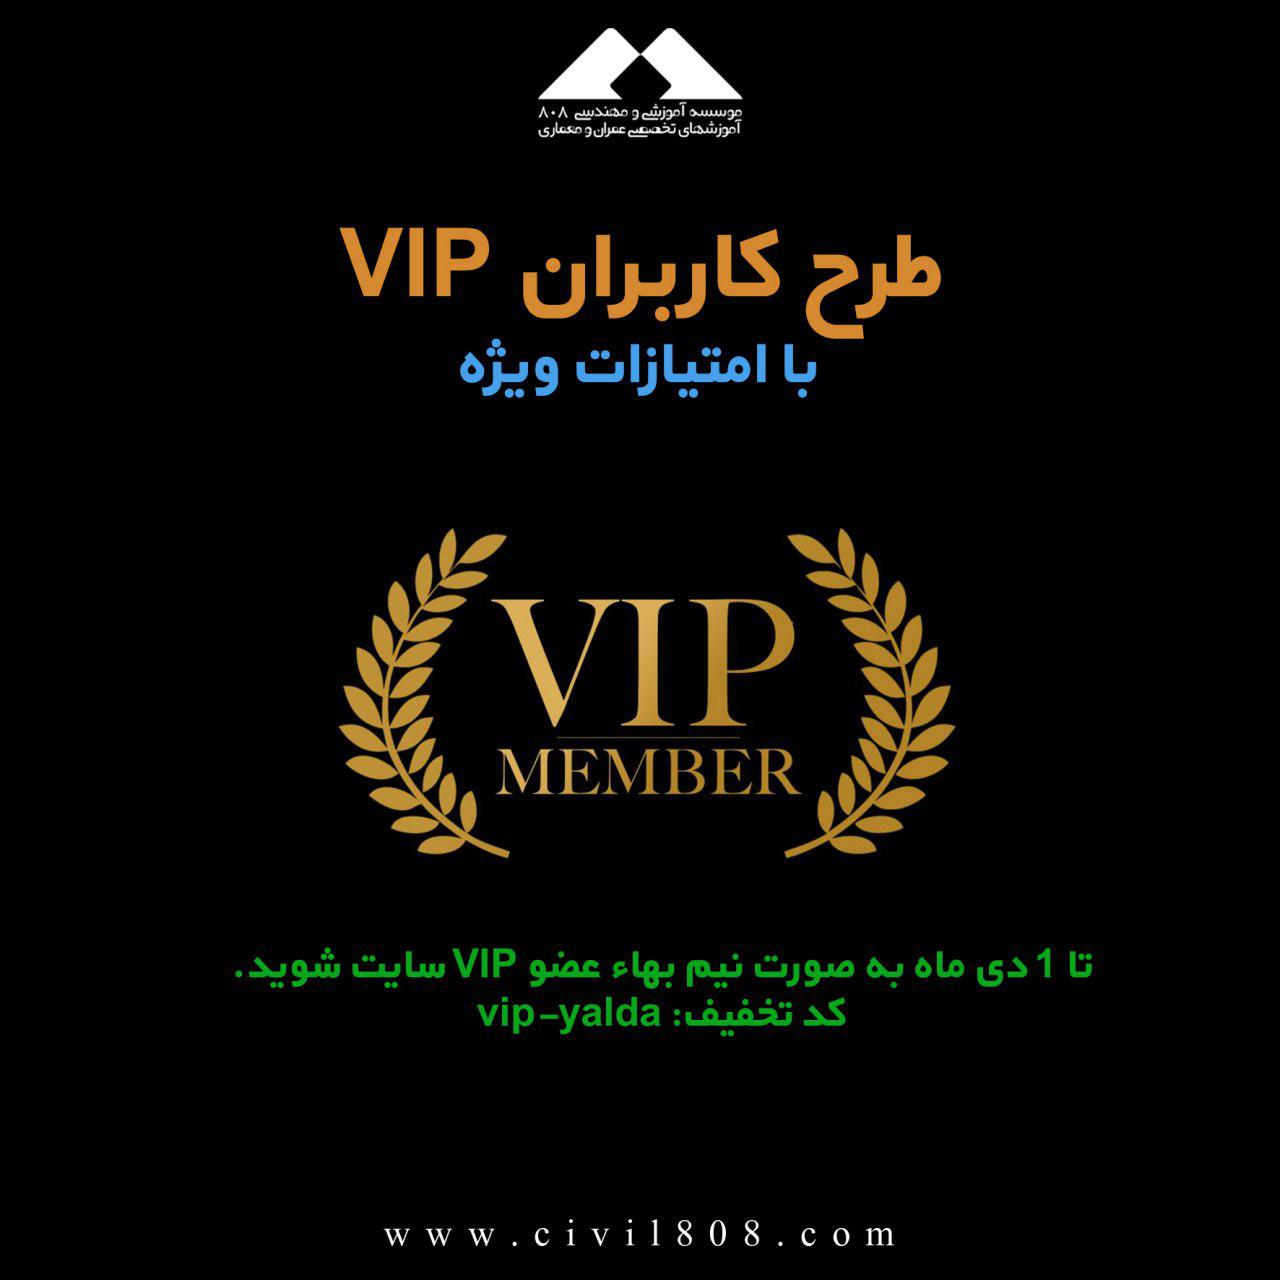 موسسه آموزشی و مهندسی ۸۰۸
آموزشهای تخصصی عمران و معماری
طرح کاربران VIP
با امتیازات ویژه
VIP
MEMBER
تا 1 دی ماه به صورت نیم بهاء عضو VIP سایت شوید.
کد تخفیف: vip-yalda
www.civil808.com